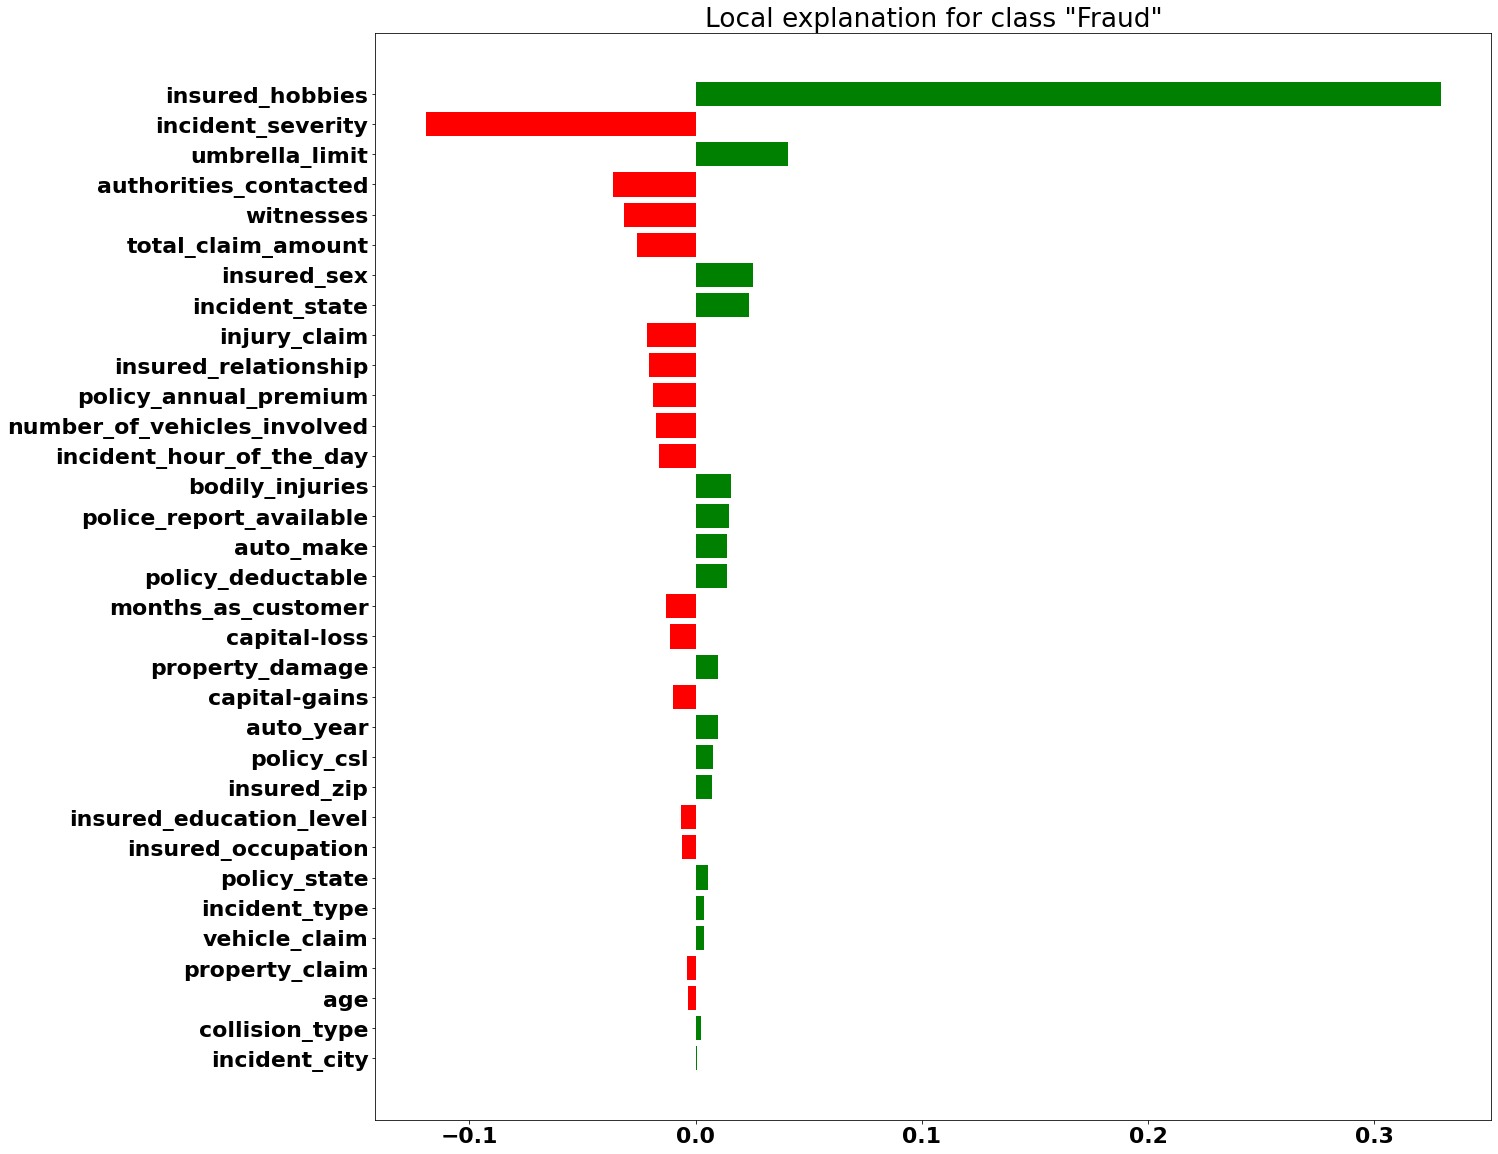 Local explanation for class "Fraud"
insured_hobbies
incident_severity
umbrella_limit
authorities_contacted
witnesses
total_claim_amount
insured_sex
incident_state
injury_claim
insured_relationship
policy_annual_premium
number_of_vehicles_involved
incident_hour_of_the_day
bodily_injuries
police_report_available
auto_make
policy_deductable
months_as_customer
capital-loss
property_damage
capital-gains
auto_year
policy_csl
insured_zip
insured_education_level
insured_occupation
policy_state
incident_type
vehicle_claim
property_claim
age
collision_type
incident_city
−0.1 0.0 0.1 0.2 0.3